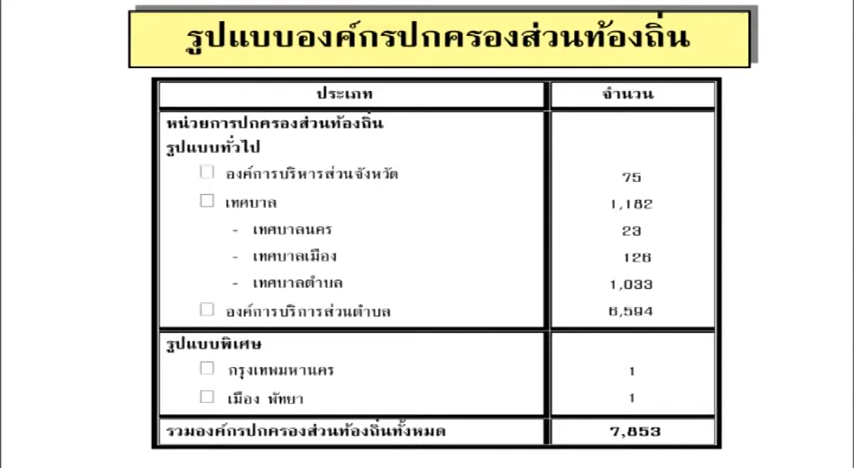 รูปแบบองค์กรปกครองส่วนท้องถิ่น
ประเภท จำนวน
หน่วยการปกครองส่วนท้องถิ่น
รูปแบบทั่วไป
☐ องค์การบริหารส่วนจังหวัด 75
☐ เทศบาล 1,182
- เทศบาลนคร 23
- เทศบาลเมือง 126
- เทศบาลตำบล 1,033
☐ องค์การบริการส่วนตำบล 6,594
รูปแบบพิเศษ
☐ กรุงเทพมหานคร 1
☐ เมือง พัทยา 1
รวมองค์กรปกครองส่วนท้องถิ่นทั้งหมด 7,853